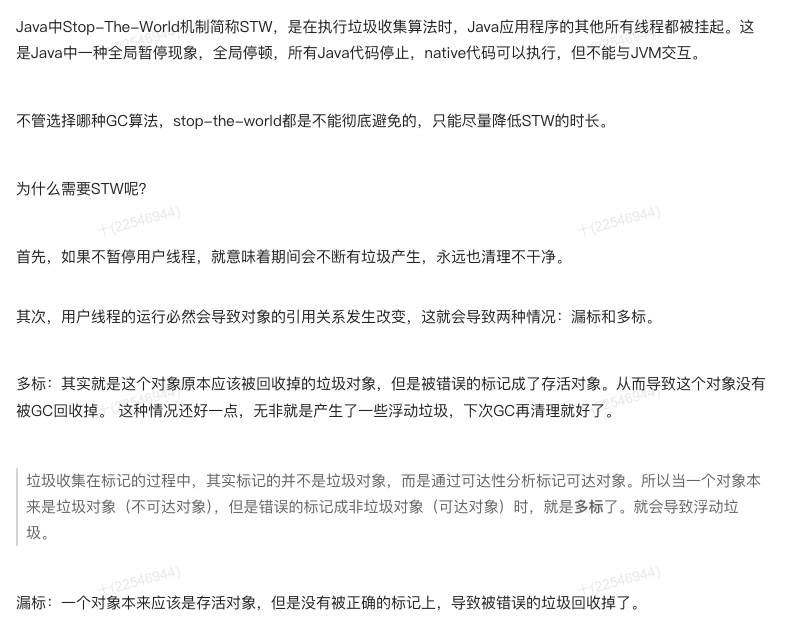 Java中Stop-The-World机制简称STW，是在执行垃圾收集算法时，Java应用程序的其他所有线程都被挂起。这
是Java中一种全局暂停现象，全局停顿，所有Java代码停止，native代码可以执行，但不能与JVM交互。
不管选择哪种GC算法，stop-the-world都是不能彻底避免的，只能尽量降低STW的时长。
为什么需要STW呢？
十(22546944)
十(22546944)
首先，如果不暂停用户线程，就意味着期间会不断有垃圾产生，永远也清理不干净。
其次，用户线程的运行必然会导致对象的引用关系发生改变，这就会导致两种情况：漏标和多标。
多标：其实就是这个对象原本应该被回收掉的垃圾对象，但是被错误的标记成了存活对象。从而导致这个对象没有
被GC回收掉。 这种情况还好一点，无非就是产生了一些浮动垃圾，下次GC再清理就好了。
垃圾收集在标记的过程中，其实标记的并不是垃圾对象，而是通过可达性分析标记可达对象。所以当一个对象本
来是垃圾对象（不可达对象），但是错误的标记成非垃圾对象（可达对象）时，就是多标了。就会导致浮动垃
圾。
十(22546944)
十(22546944)
漏标：一个对象本来应该是存活对象，但是没有被正确的标记上，导致被错误的垃圾回收掉了。